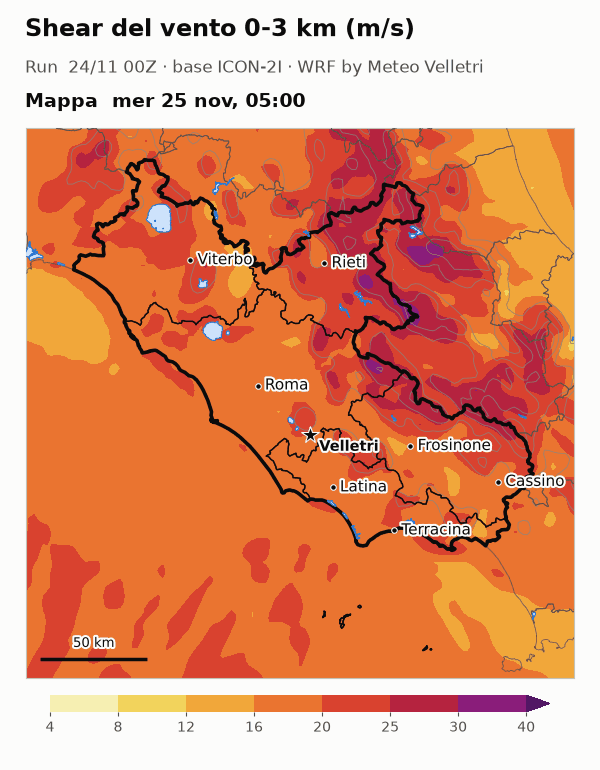 Shear del vento 0-3 km (m/s)
Run  24/11 00Z · base ICON-2I · WRF by Meteo Velletri
Mappa  mer 25 nov, 05:00
Viterbo
Rieti
Roma
Velletri
Frosinone
Cassino
Latina
Terracina
50 km
4 8 12 16 20 25 30 40